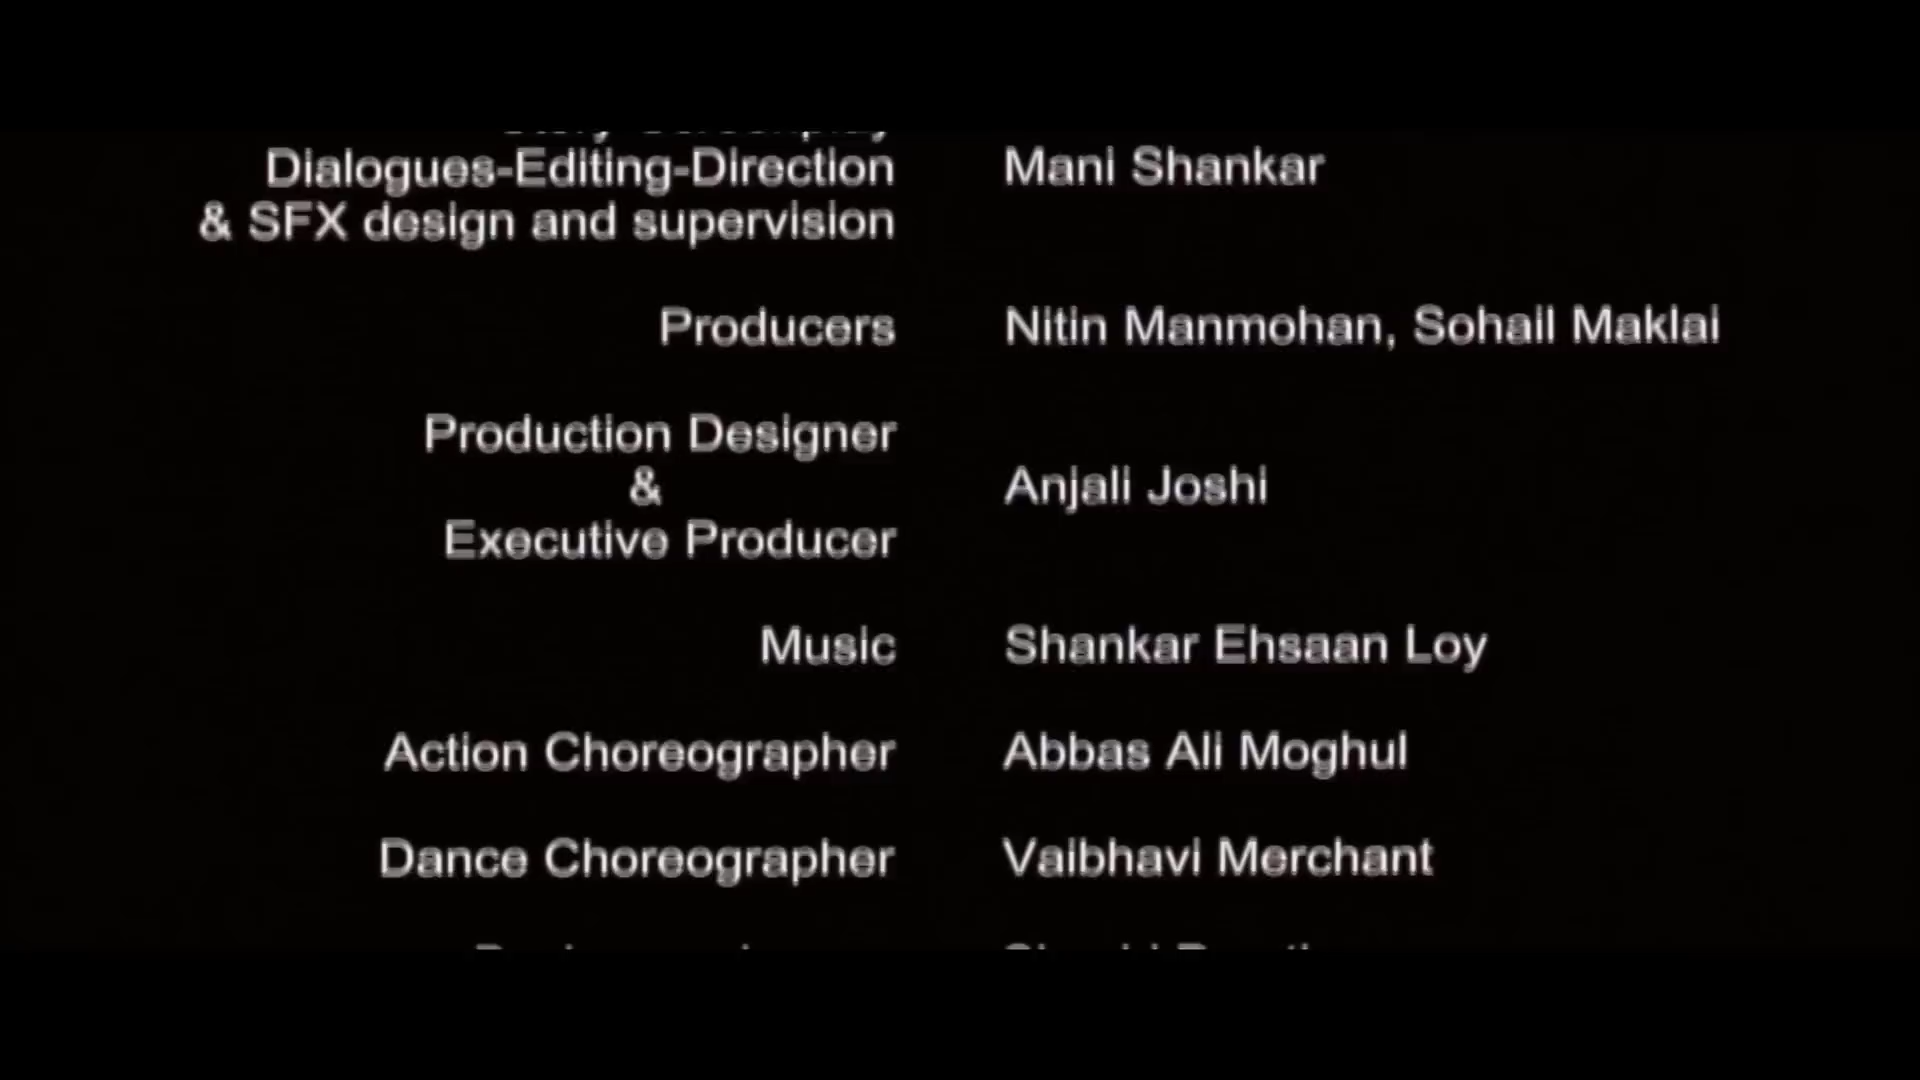 Dialogues-Editing-Direction Mani Shankar
& SFX design and supervision
Producers Nitin Manmohan, Sohail Maklai
Production Designer
& Anjali Joshi
Executive Producer
Music Shankar Ehsaan Loy
Action Choreographer Abbas Ali Moghul
Dance Choreographer Vaibhavi Merchant